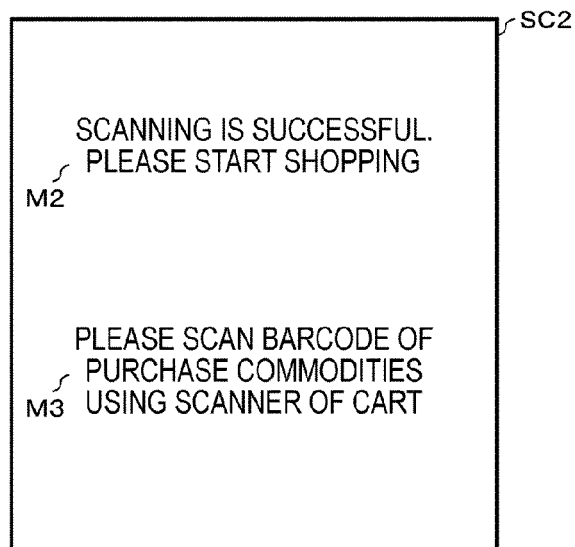 SC2
SCANNING IS SUCCESSFUL.
PLEASE START SHOPPING
M2
PLEASE SCAN BARCODE OF
PURCHASE COMMODITIES
USING SCANNER OF CART
M3